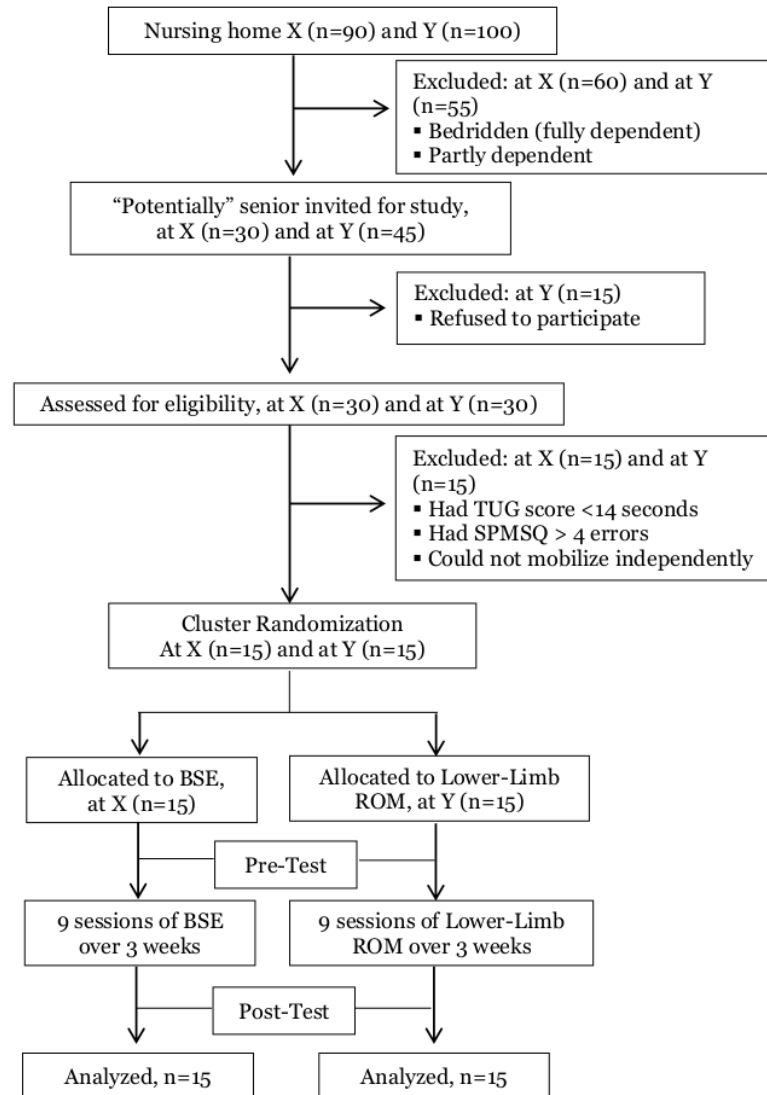 Nursing home X (n=90) and Y (n=100)
Excluded: at X (n=60) and at Y
(n=55)
▪ Bedridden (fully dependent)
▪ Partly dependent
“Potentially” senior invited for study,
at X (n=30) and at Y (n=45)
Excluded: at Y (n=15)
▪ Refused to participate
Assessed for eligibility, at X (n=30) and at Y (n=30)
Excluded: at X (n=15) and at Y
(n=15)
▪ Had TUG score <14 seconds
▪ Had SPMSQ > 4 errors
▪ Could not mobilize independently
Cluster Randomization
At X (n=15) and at Y (n=15)
Allocated to BSE,
at X (n=15)
Allocated to Lower-Limb
ROM, at Y (n=15)
Pre-Test
9 sessions of BSE
over 3 weeks
9 sessions of Lower-Limb
ROM over 3 weeks
Post-Test
Analyzed, n=15
Analyzed, n=15